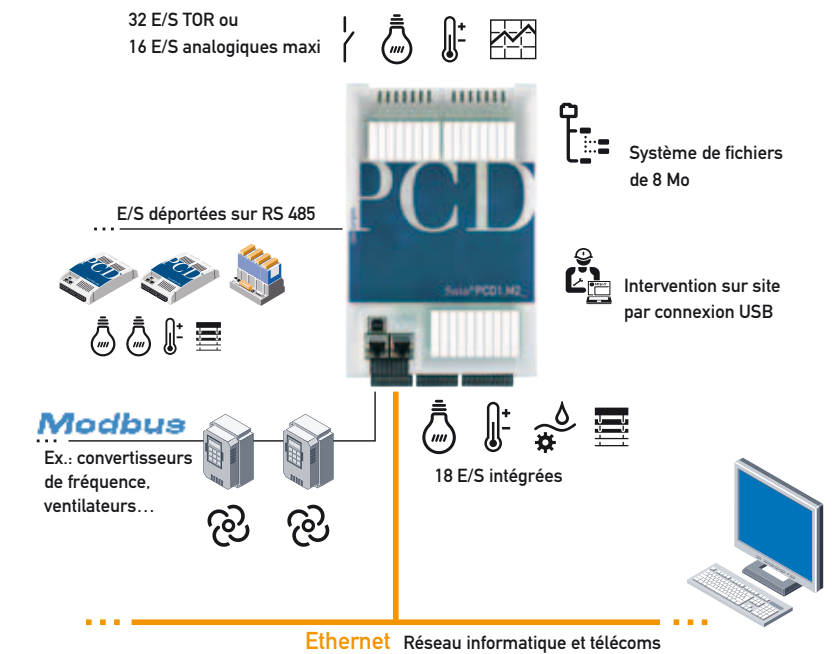 32 E/S TOR ou
16 E/S analogiques maxi
Système de fichiers
de 8 Mo
E/S déportées sur RS 485
PCD
PCD
PCD
Saia®PCD1.M2_
Intervention sur site
par connexion USB
Modbus
Ex.: convertisseurs
de fréquence,
ventilateurs...
18 E/S intégrées
Ethernet Réseau informatique et télécoms